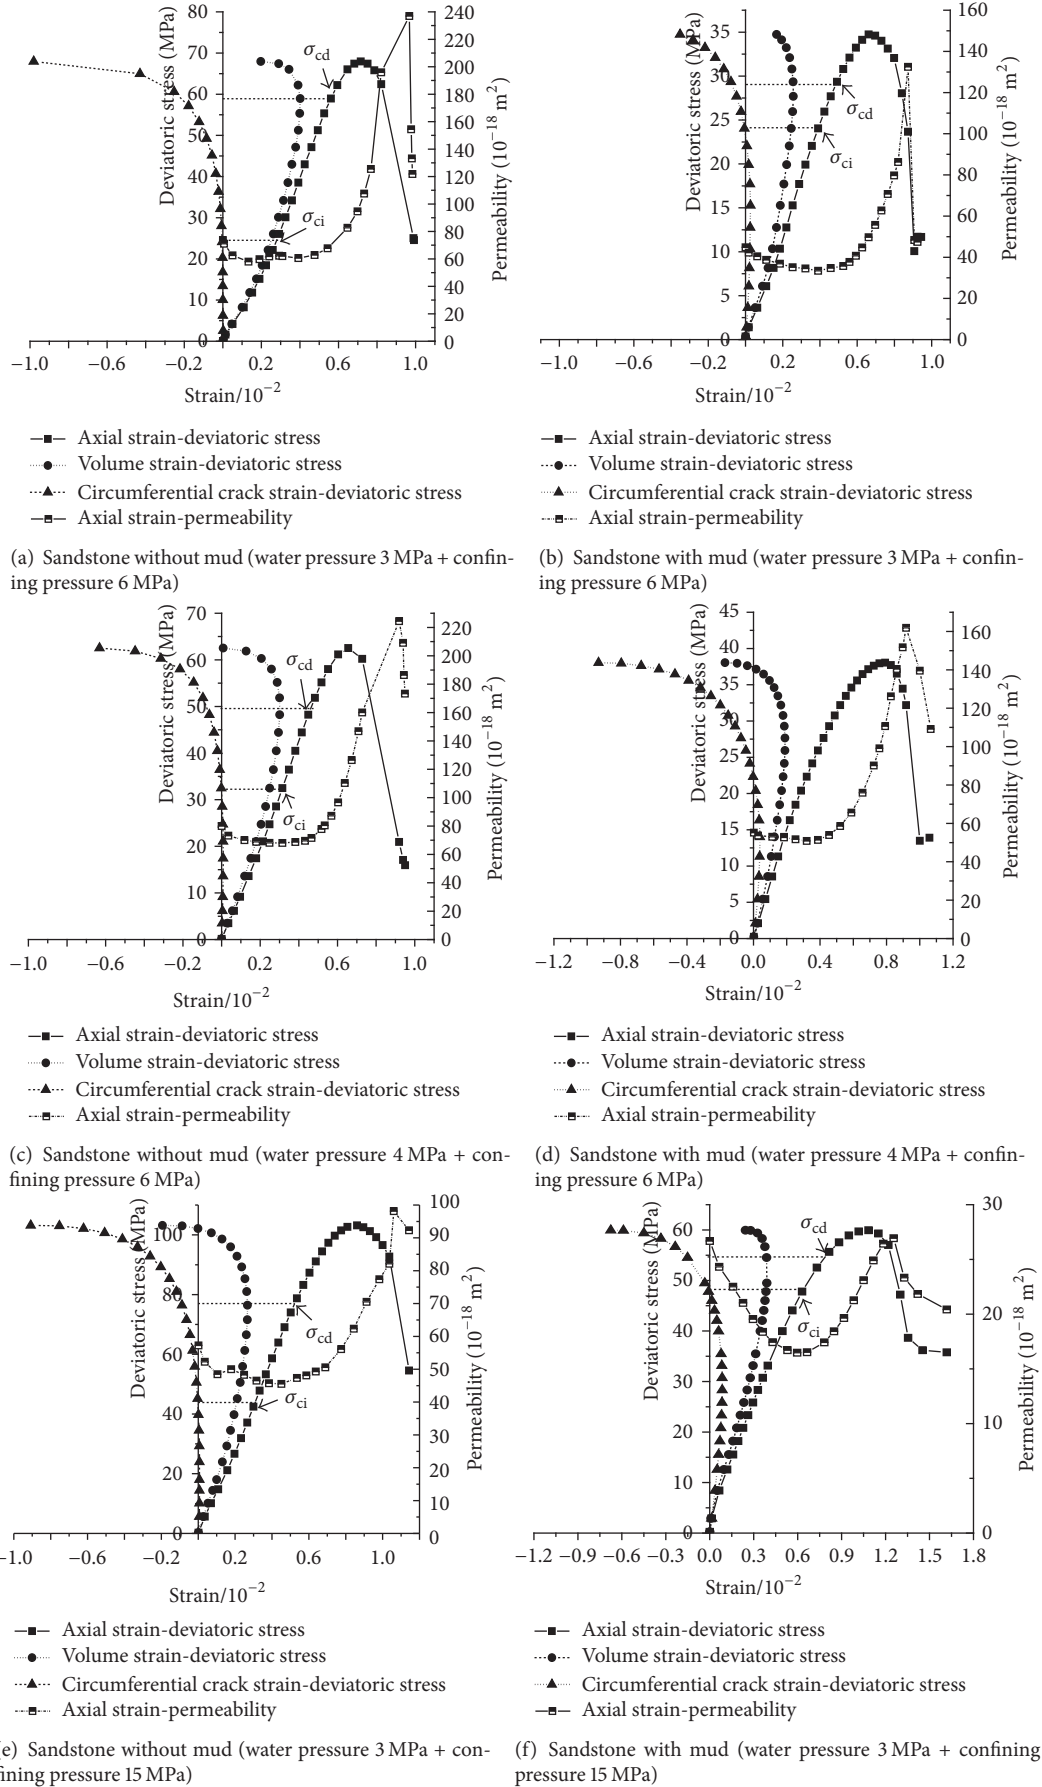 Deviatoric stress (MPa)
80
70
60
50
40
30
20
10
0
240
220
200
180
160
140
120
100
80
60
40
20
0
Permeability (10−18 m2)
σcd
σci
−1.0 −0.6 −0.2 0.2 0.6 1.0
Strain/10−2
Axial strain-deviatoric stress
Volume strain-deviatoric stress
Circumferential crack strain-deviatoric stress
Axial strain-permeability
(a) Sandstone without mud (water pressure 3 MPa + confin-
ing pressure 6 MPa)
Deviatoric stress (MPa)
35
30
25
20
15
10
5
0
160
140
120
100
80
60
40
20
0
Permeability (10−18 m2)
σcd
σci
−1.0 −0.6 −0.2 0.2 0.6 1.0
Strain/10−2
Axial strain-deviatoric stress
Volume strain-deviatoric stress
Circumferential crack strain-deviatoric stress
Axial strain-permeability
(b) Sandstone with mud (water pressure 3 MPa + confin-
ing pressure 6 MPa)
Deviatoric stress (MPa)
70
60
50
40
30
20
10
0
220
200
180
160
140
120
100
80
60
40
20
0
Permeability (10−18 m2)
σcd
σci
−1.0 −0.6 −0.2 0.2 0.6 1.0
Strain/10−2
Axial strain-deviatoric stress
Volume strain-deviatoric stress
Circumferential crack strain-deviatoric stress
Axial strain-permeability
(c) Sandstone without mud (water pressure 4 MPa + con-
fining pressure 6 MPa)
Deviatoric stress (MPa)
45
40
35
30
25
20
15
10
5
0
160
140
120
100
80
60
40
20
0
Permeability (10−18 m2)
−1.2 −0.8 −0.4 0.0 0.4 0.8 1.2
Strain/10−2
Axial strain-deviatoric stress
Volume strain-deviatoric stress
Circumferential crack strain-deviatoric stress
Axial strain-permeability
(d) Sandstone with mud (water pressure 4 MPa + confin-
ing pressure 6 MPa)
Deviatoric stress (MPa)
100
80
60
40
20
0
100
90
80
70
60
50
40
30
20
10
0
Permeability (10−18 m2)
σcd
σci
−1.0 −0.6 −0.2 0.2 0.6 1.0
Strain/10−2
Axial strain-deviatoric stress
Volume strain-deviatoric stress
Circumferential crack strain-deviatoric stress
Axial strain-permeability
(e) Sandstone without mud (water pressure 3 MPa + con-
fining pressure 15 MPa)
Deviatoric stress (MPa)
60
50
40
30
20
10
0
30
20
10
0
Permeability (10−18 m2)
σcd
σci
−1.2 −0.9 −0.6 −0.3 0.0 0.3 0.6 0.9 1.2 1.5 1.8
Strain/10−2
Axial strain-deviatoric stress
Volume strain-deviatoric stress
Circumferential crack strain-deviatoric stress
Axial strain-permeability
(f) Sandstone with mud (water pressure 3 MPa + confining
pressure 15 MPa)